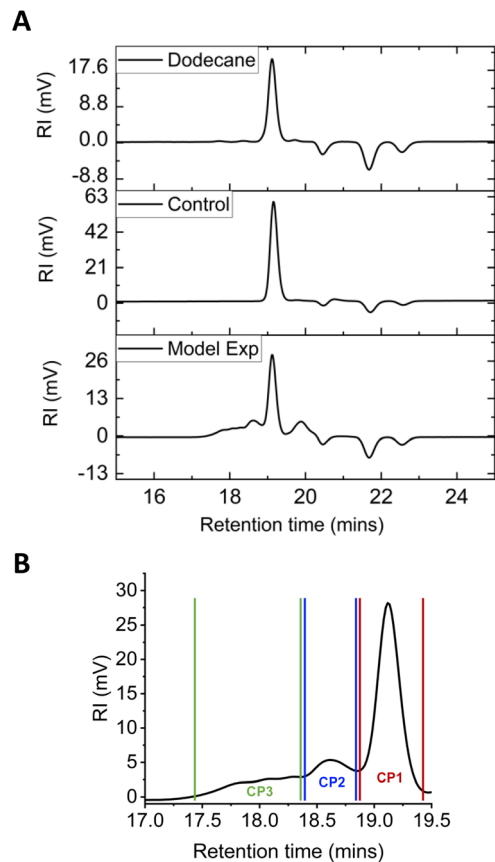 A
17.6
8.8
0.0
-8.8
RI (mV)
Dodecane
63
42
21
0
RI (mV)
Control
26
13
0
-13
RI (mV)
Model Exp
16 18 20 22 24
Retention time (mins)
B
30
25
20
15
10
5
0
RI (mV)
CP3 CP2 CP1
17.0 17.5 18.0 18.5 19.0 19.5
Retention time (mins)